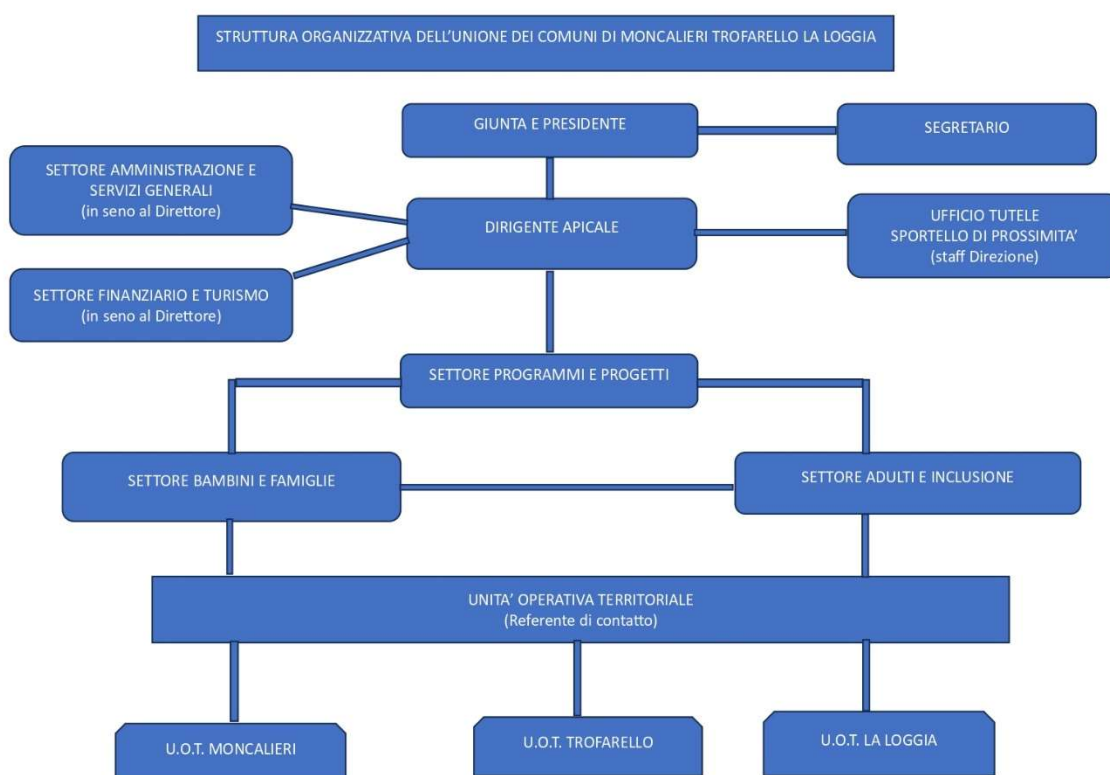 STRUTTURA ORGANIZZATIVA DELL'UNIONE DEI COMUNI DI MONCALIERI TROFARELLO LA LOGGIA
GIUNTA E PRESIDENTE
SEGRETARIO
SETTORE AMMINISTRAZIONE E
SERVIZI GENERALI
(in seno al Direttore)
DIRIGENTE APICALE
UFFICIO TUTELE
SPORTELLO DI PROSSIMITA'
(staff Direzione)
SETTORE FINANZIARIO E TURISMO
(in seno al Direttore)
SETTORE PROGRAMMI E PROGETTI
SETTORE BAMBINI E FAMIGLIE
SETTORE ADULTI E INCLUSIONE
UNITA' OPERATIVA TERRITORIALE
(Referente di contatto)
U.O.T. MONCALIERI
U.O.T. TROFARELLO
U.O.T. LA LOGGIA